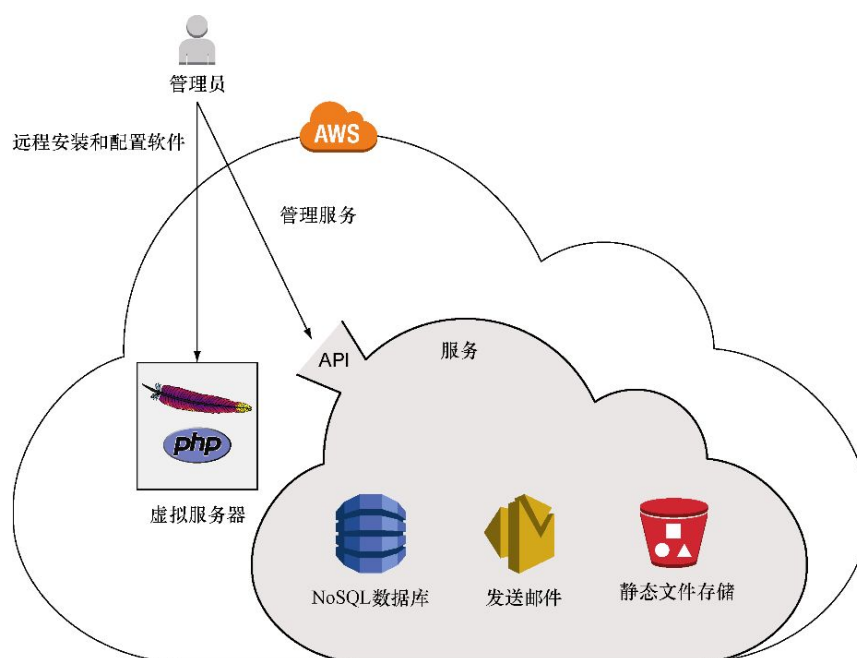 管理员
远程安装和配置软件
AWS
管理服务
API
服务
php
虚拟服务器
NoSQL数据库
发送邮件
静态文件存储